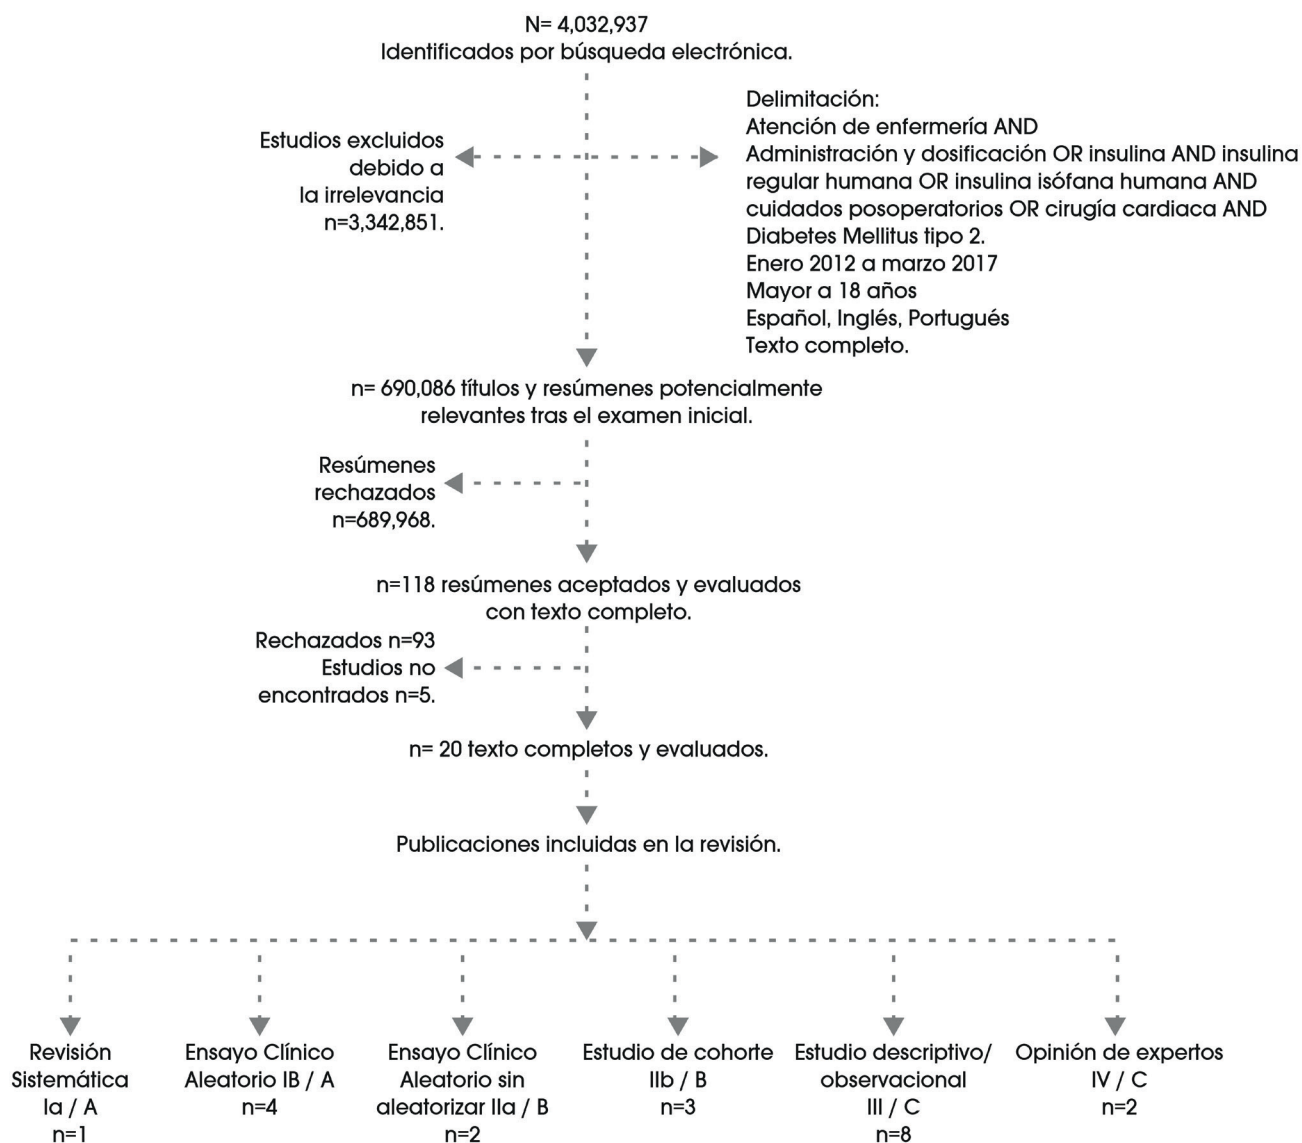 N= 4,032,937
Identificados por búsqueda electrónica.
Estudios excluidos
debido a
la irrelevancia
n=3,342,851.
Delimitación:
Atención de enfermería AND
Administración y dosificación OR insulina AND insulina
regular humana OR insulina isófana humana AND
cuidados posoperatorios OR cirugía cardiaca AND
Diabetes Mellitus tipo 2.
Enero 2012 a marzo 2017
Mayor a 18 años
Español, Inglés, Portugués
Texto completo.
n= 690,086 títulos y resúmenes potencialmente
relevantes tras el examen inicial.
Resúmenes
rechazados
n=689,968.
n=118 resúmenes aceptados y evaluados
con texto completo.
Rechazados n=93
Estudios no
encontrados n=5.
n= 20 texto completos y evaluados.
Publicaciones incluidas en la revisión.
Revisión
Sistemática
Ia / A
n=1
Ensayo Clínico
Aleatorio IB / A
n=4
Ensayo Clínico
Aleatorio sin
aleatorizar IIa / B
n=2
Estudio de cohorte
IIb / B
n=3
Estudio descriptivo/
observacional
III / C
n=8
Opinión de expertos
IV / C
n=2